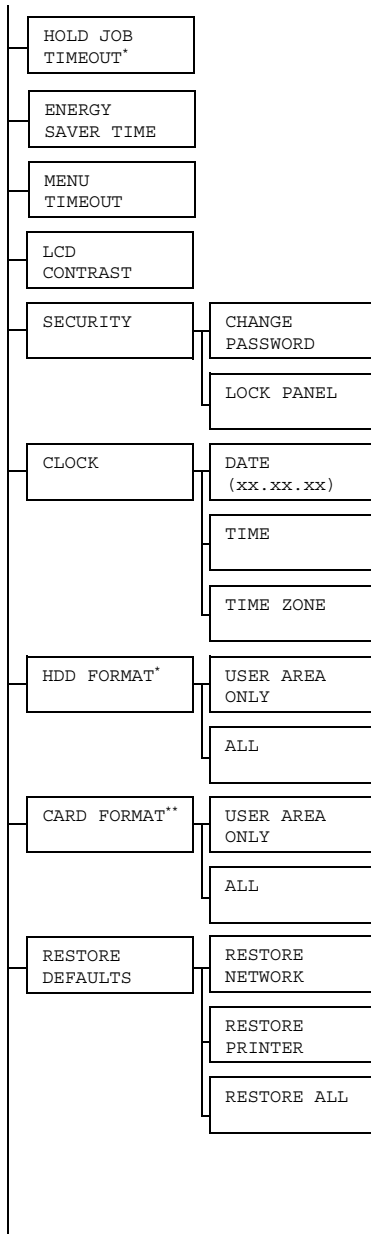 HOLD JOB
TIMEOUT*
ENERGY
SAVER TIME
MENU
TIMEOUT
LCD
CONTRAST
SECURITY
CHANGE
PASSWORD
LOCK PANEL
CLOCK
DATE
(xx.xx.xx)
TIME
TIME ZONE
HDD FORMAT*
USER AREA
ONLY
ALL
CARD FORMAT**
USER AREA
ONLY
ALL
RESTORE
DEFAULTS
RESTORE
NETWORK
RESTORE
PRINTER
RESTORE ALL